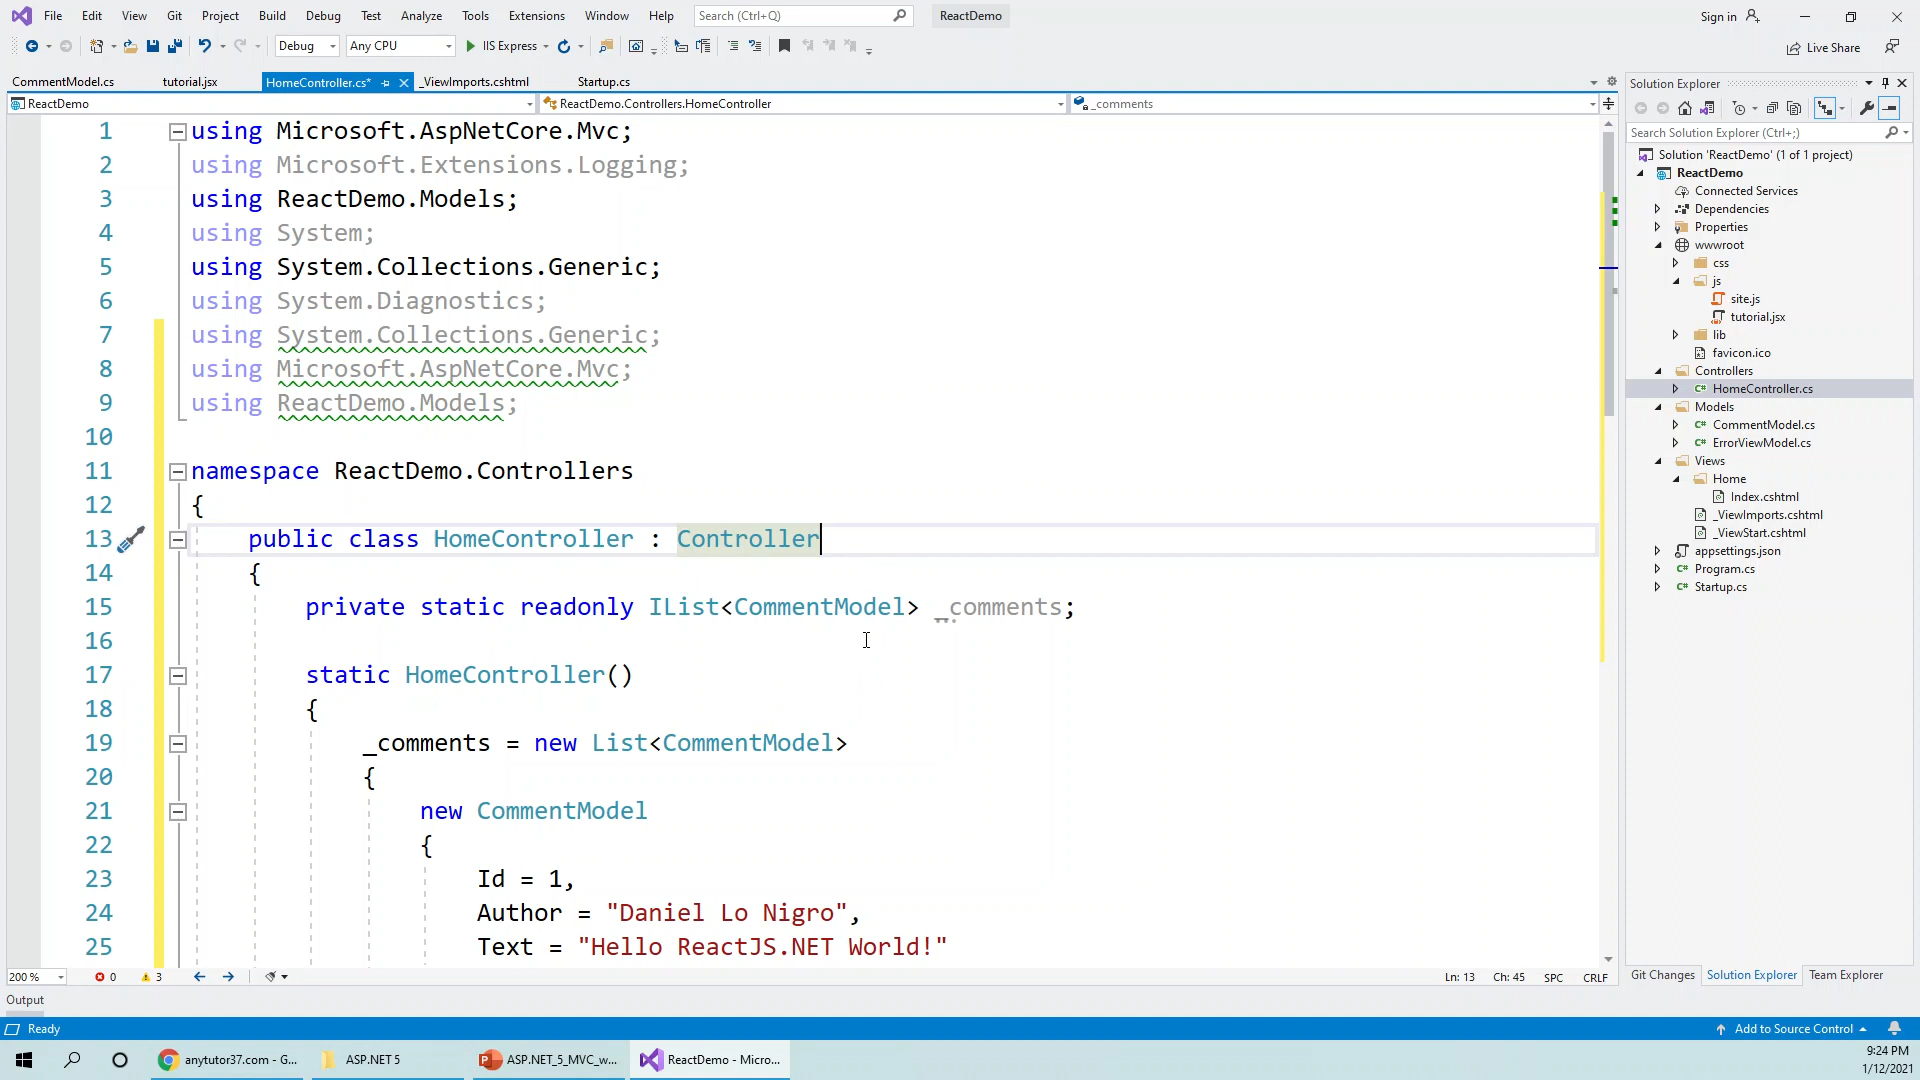 File Edit View Git Project Build Debug Test Analyze Tools Extensions Window Help Search (Ctrl+Q) ReactDemo Sign in
Debug Any CPU IIS Express Live Share
CommentModel.cs tutorial.jsx HomeController.cs* _ViewImports.cshtml Startup.cs
ReactDemo ReactDemo.Controllers.HomeController _comments
1 using Microsoft.AspNetCore.Mvc;
2 using Microsoft.Extensions.Logging;
3 using ReactDemo.Models;
4 using System;
5 using System.Collections.Generic;
6 using System.Diagnostics;
7 using System.Collections.Generic;
8 using Microsoft.AspNetCore.Mvc;
9 using ReactDemo.Models;
10
11 namespace ReactDemo.Controllers
12 {
13 public class HomeController : Controller
14 {
15 private static readonly IList<CommentModel> _comments;
16
17 static HomeController()
18 {
19 _comments = new List<CommentModel>
20 {
21 new CommentModel
22 {
23 Id = 1,
24 Author = "Daniel Lo Nigro",
25 Text = "Hello ReactJS.NET World!"
200 % 0 3 Ln: 13 Ch: 45 SPC CRLF
Output
Solution Explorer
Search Solution Explorer (Ctrl+;)
Solution 'ReactDemo' (1 of 1 project)
ReactDemo
Connected Services
Dependencies
Properties
wwwroot
css
js
site.js
tutorial.jsx
lib
favicon.ico
Controllers
C# HomeController.cs
Models
C# CommentModel.cs
C# ErrorViewModel.cs
Views
Home
Index.cshtml
_ViewImports.cshtml
_ViewStart.cshtml
appsettings.json
C# Program.cs
C# Startup.cs
Git Changes Solution Explorer Team Explorer
Ready Add to Source Control
anytutor37.com - G... ASP.NET 5 ASP.NET_5_MVC_w... ReactDemo - Micro...
9:24 PM
1/12/2021